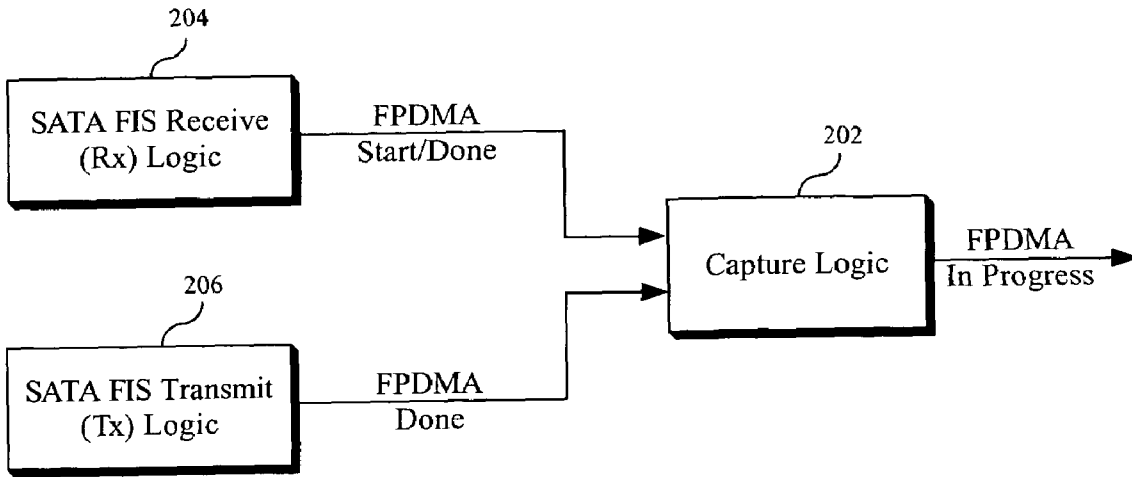 204
SATA FIS Receive
(Rx) Logic
FPDMA
Start/Done
202
Capture Logic
FPDMA
In Progress
206
SATA FIS Transmit
(Tx) Logic
FPDMA
Done